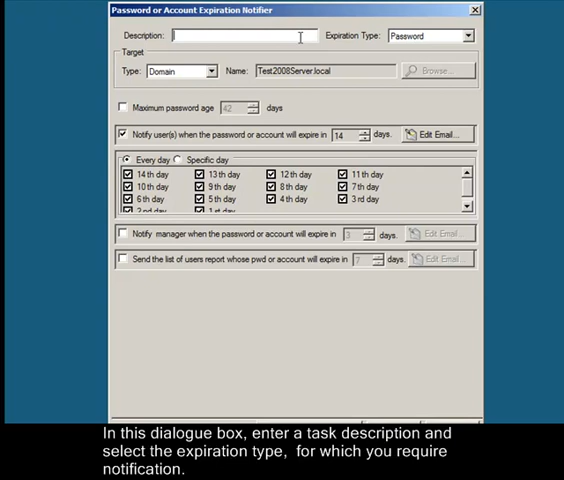 Password or Account Expiration Notifier
Description: Expiration Type: Password
Target
Type: Domain Name: Test2008Server.local Browse...
Maximum password age 42 days
Notify user(s) when the password or account will expire in 14 days. Edit Email...
Every day Specific day
14 th day 13 th day 12 th day 11 th day
10 th day 9 th day 8 th day 7 th day
6 th day 5 th day 4 th day 3 rd day
2 nd day 1 st day
Notify manager when the password or account will expire in 3 days. Edit Email...
Send the list of users report whose pwd or account will expire in 7 days. Edit Email...
In this dialogue box, enter a task description and
select the expiration type, for which you require
notification.